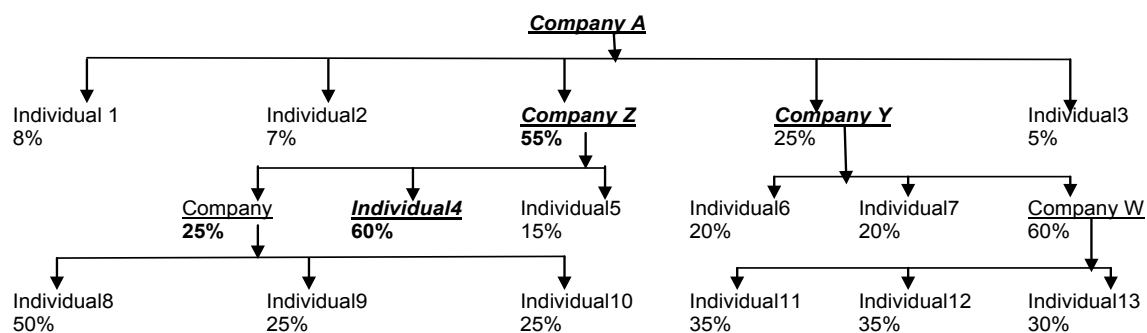 Company A
Individual 1 Individual2 Company Z Company Y Individual3
8% 7% 55% 25% 5%
Company Individual4 Individual5 Individual6 Individual7 Company W
25% 60% 15% 20% 20% 60%
Individual8 Individual9 Individual10 Individual11 Individual12 Individual13
50% 25% 25% 35% 35% 30%